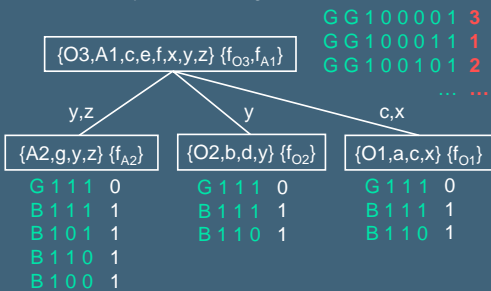 G G 1 0 0 0 0 1 3
G G 1 0 0 0 1 1 1
G G 1 0 0 1 0 1 2
... ...
{O3,A1,c,e,f,x,y,z} {fO3,fA1}
y,z
y
c,x
{A2,g,y,z} {fA2}
{O2,b,d,y} {fO2}
{O1,a,c,x} {fO1}
G 1 1 1 0
B 1 1 1 1
B 1 0 1 1
B 1 1 0 1
B 1 0 0 1
G 1 1 1 0
B 1 1 1 1
B 1 1 0 1
G 1 1 1 0
B 1 1 1 1
B 1 1 0 1